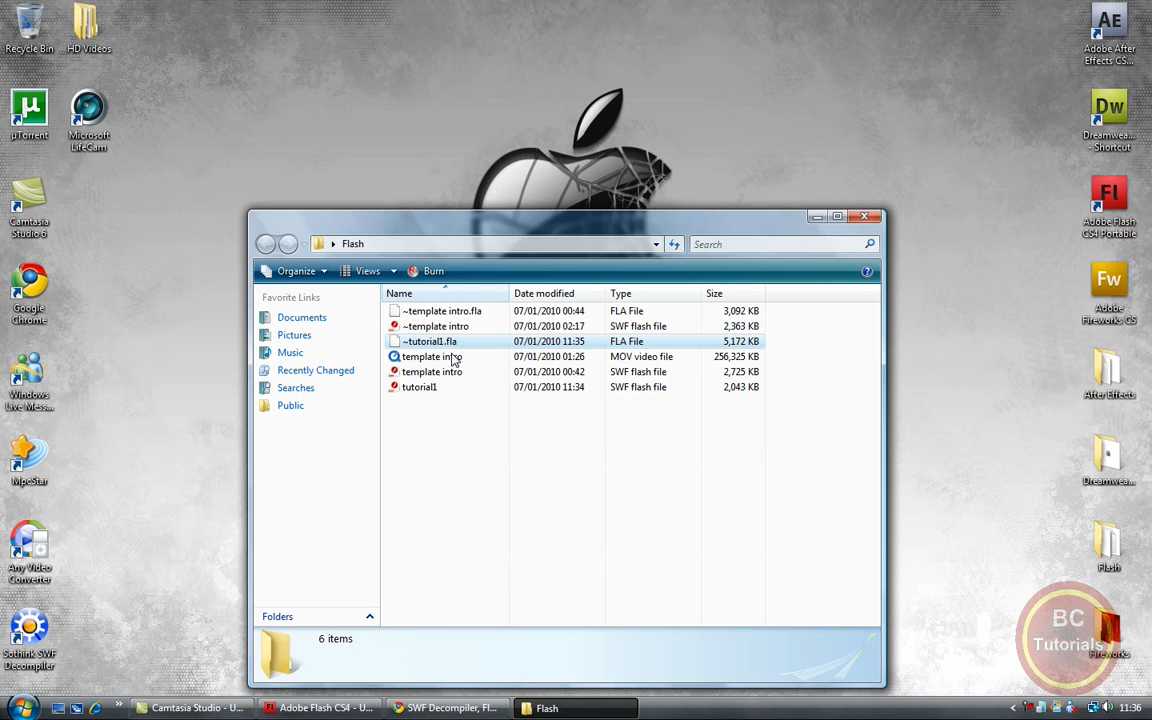 Recycle Bin
HD Videos
µTorrent
Microsoft
LifeCam
Camtasia
Studio 6
Google
Chrome
Windows
Live Mess...
MpcStar
Any Video
Converter
Sothink SWF
Decompiler
Flash
Search
Organize
Views
Burn
Favorite Links
Documents
Pictures
Music
Recently Changed
Searches
Public
Folders
Name Date modified Type Size
~template intro.fla 07/01/2010 00:44 FLA File 3,092 KB
~template intro 07/01/2010 02:17 SWF flash file 2,363 KB
~tutorial1.fla 07/01/2010 11:35 FLA File 5,172 KB
template intro 07/01/2010 01:26 MOV video file 256,325 KB
template intro 07/01/2010 00:42 SWF flash file 2,725 KB
tutorial1 07/01/2010 11:34 SWF flash file 2,043 KB
6 items
Ae
Adobe After
Effects CS...
Dw
Dreamwea...
- Shortcut
Fl
Adobe Flash
CS4 Portable
Fw
Adobe
Fireworks CS
After Effects
Dreamwea...
Flash
Fireworks
BC
Tutorials
Camtasia Studio - U...
Adobe Flash CS4 - U...
SWF Decompiler, Fl...
Flash
11:36